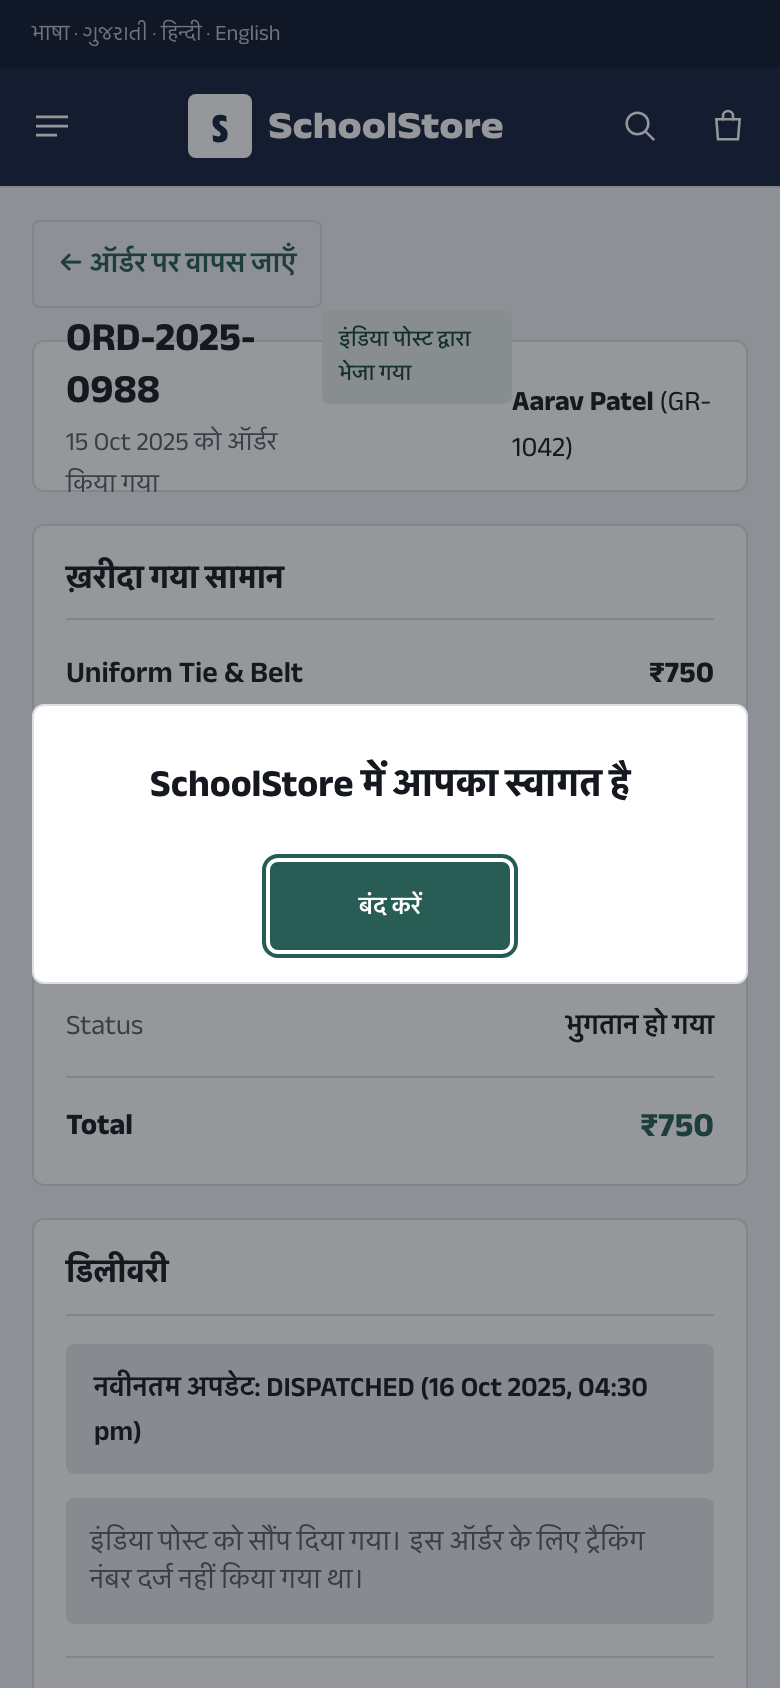 भाषा · ગુજરાતી · हिन्दी · English
S SchoolStore
← ऑर्डर पर वापस जाएँ
ORD-2025-
0988
15 Oct 2025 को ऑर्डर
किया गया
इंडिया पोस्ट द्वारा
भेजा गया
Aarav Patel (GR-
1042)
ख़रीदा गया सामान
Uniform Tie & Belt ₹750
SchoolStore में आपका स्वागत है
बंद करें
Status भुगतान हो गया
Total ₹750
डिलीवरी
नवीनतम अपडेट: DISPATCHED (16 Oct 2025, 04:30
pm)
इंडिया पोस्ट को सौंप दिया गया। इस ऑर्डर के लिए ट्रैकिंग
नंबर दर्ज नहीं किया गया था।